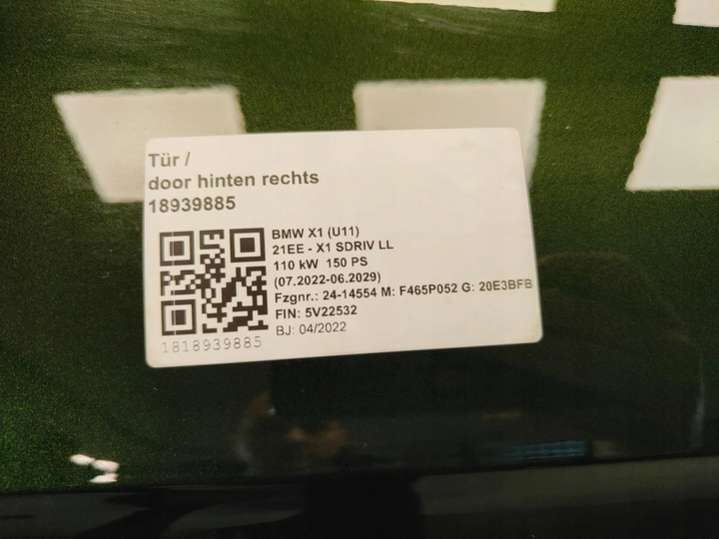 Tür /
door hinten rechts
18939885
BMW X1 (U11)
21EE - X1 SDRIV LL
110 kW 150 PS
(07.2022-06.2029)
Fzgnr.: 24-14554 M: F465P052 G: 20E3BFB
FIN: 5V22532
BJ: 04/2022
1818939885